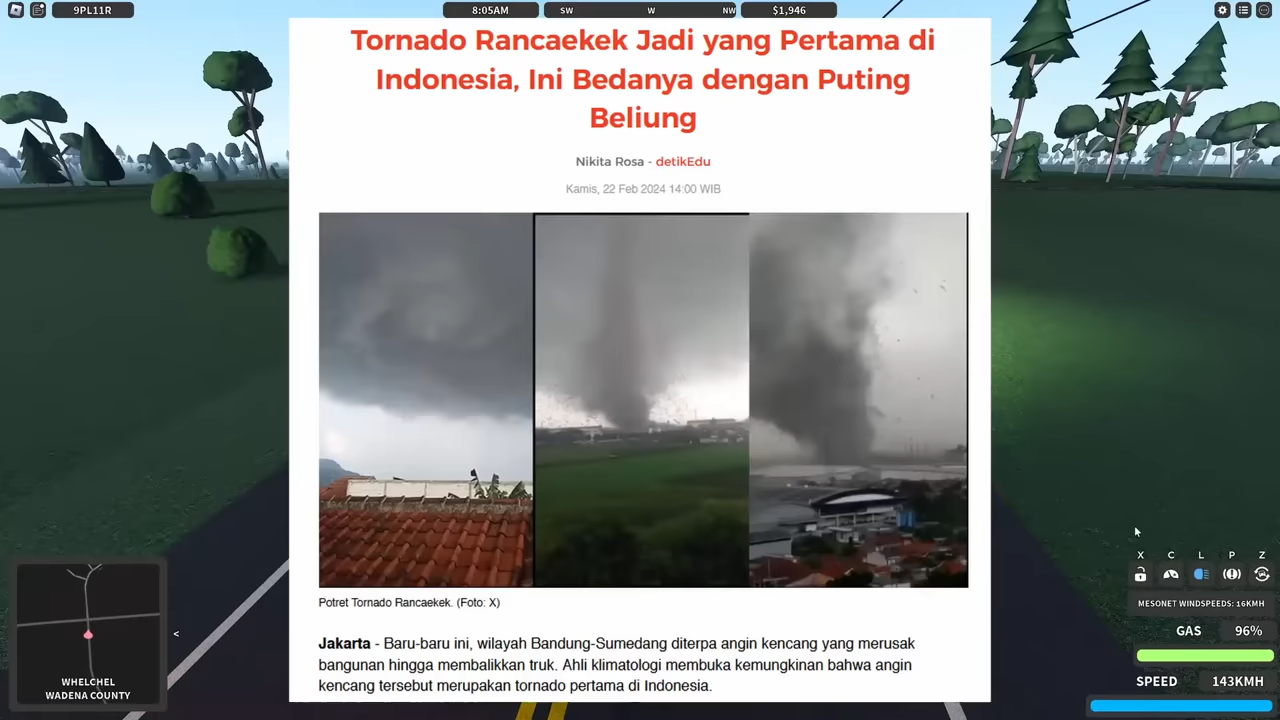 9PL11R
8:05AM
SW W NW
$1,946
Tornado Rancaekek Jadi yang Pertama di
Indonesia, Ini Bedanya dengan Puting
Beliung
Nikita Rosa - detikEdu
Kamis, 22 Feb 2024 14:00 WIB
Potret Tornado Rancaekek. (Foto: X)
Jakarta - Baru-baru ini, wilayah Bandung-Sumedang diterpa angin kencang yang merusak
bangunan hingga membalikkan truk. Ahli klimatologi membuka kemungkinan bahwa angin
kencang tersebut merupakan tornado pertama di Indonesia.
<
WHELCHEL
WADENA COUNTY
X C L P Z
MESONET WINDSPEEDS: 16KMH
GAS 96%
SPEED 143KMH